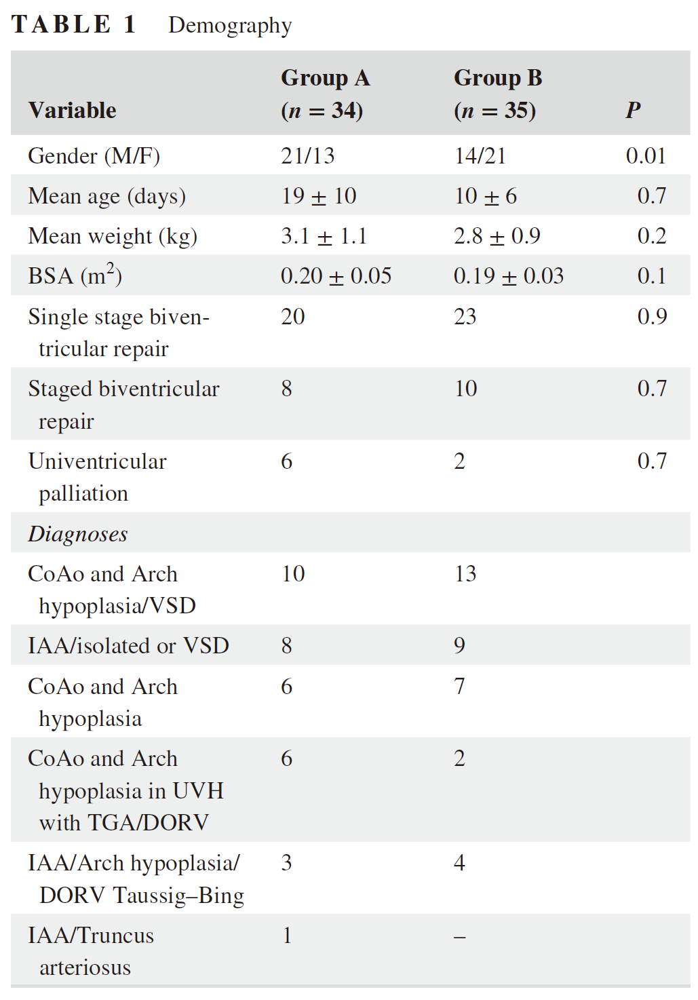 TABLE 1 Demography
Variable Group A (n = 34) Group B (n = 35) P
Gender (M/F) 21/13 14/21 0.01
Mean age (days) 19 ± 10 10 ± 6 0.7
Mean weight (kg) 3.1 ± 1.1 2.8 ± 0.9 0.2
BSA (m²) 0.20 ± 0.05 0.19 ± 0.03 0.1
Single stage biven- 20 23 0.9
tricular repair
Staged biventricular 8 10 0.7
repair
Univentricular 6 2 0.7
palliation
Diagnoses
CoAo and Arch 10 13
hypoplasia/VSD
IAA/isolated or VSD 8 9
CoAo and Arch 6 7
hypoplasia
CoAo and Arch 6 2
hypoplasia in UVH
with TGA/DORV
IAA/Arch hypoplasia/ 3 4
DORV Taussig–Bing
IAA/Truncus 1 –
arteriosus